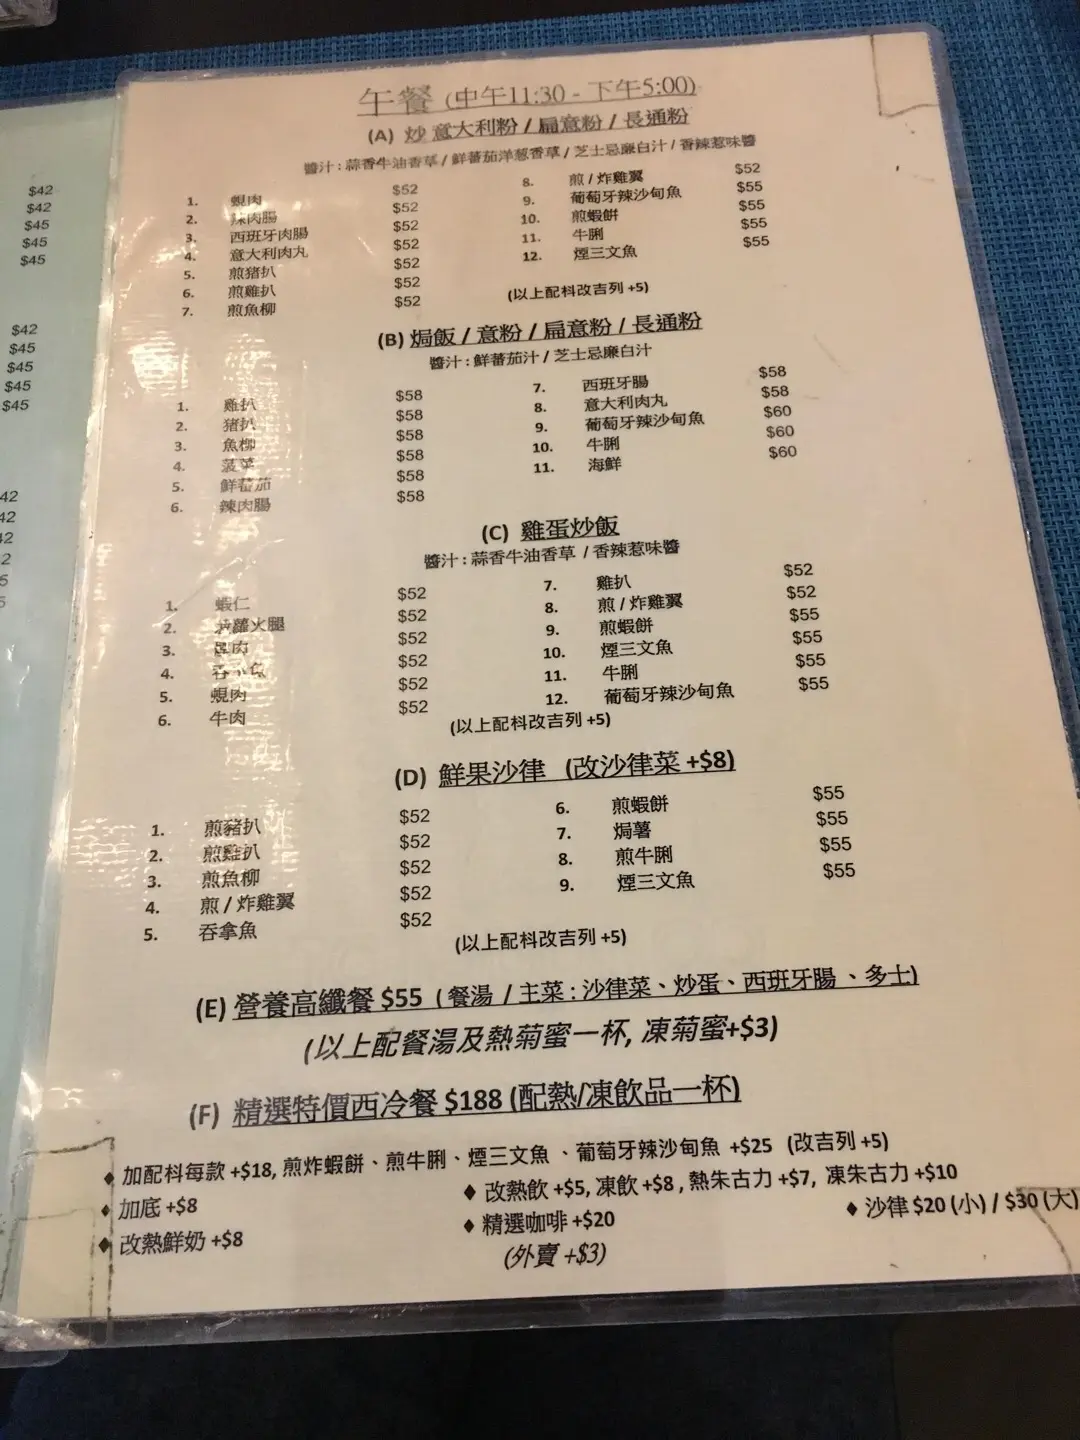 午餐 (中午11:30 - 下午5:00)
(A) 炒 意大利粉 / 扁意粉 / 長通粉
醬汁 : 蒜香牛油香草 / 鮮蕃茄洋葱香草 / 芝士忌廉白汁 / 香辣惹味醬
1. 蜆肉 $52
2. 辣肉腸 $52
3. 西班牙肉腸 $52
4. 意大利肉丸 $52
5. 煎豬扒 $52
6. 煎雞扒 $52
7. 煎魚柳 $52
8. 煎 / 炸雞翼 $52
9. 葡萄牙辣沙甸魚 $55
10. 煎蝦餅 $55
11. 牛脷 $55
12. 煙三文魚 $55
(以上配料改吉列 +5)
(B) 焗飯 / 意粉 / 扁意粉 / 長通粉
醬汁 : 鮮蕃茄汁 / 芝士忌廉白汁
1. 雞扒 $58
2. 豬扒 $58
3. 魚柳 $58
4. 菠菜 $58
5. 鮮蕃茄 $58
6. 辣肉腸 $58
7. 西班牙腸 $58
8. 意大利肉丸 $58
9. 葡萄牙辣沙甸魚 $60
10. 牛脷 $60
11. 海鮮 $60
(C) 雞蛋炒飯
醬汁 : 蒜香牛油香草 / 香辣惹味醬
1. 蝦仁 $52
2. 菠蘿火腿 $52
3. 肉 $52
4. 吞拿魚 $52
5. 蜆肉 $52
6. 牛肉 $52
7. 雞扒 $52
8. 煎 / 炸雞翼 $52
9. 煎蝦餅 $55
10. 煙三文魚 $55
11. 牛脷 $55
12. 葡萄牙辣沙甸魚 $55
(以上配料改吉列 +5)
(D) 鮮果沙律 (改沙律菜 +$8)
1. 煎豬扒 $52
2. 煎雞扒 $52
3. 煎魚柳 $52
4. 煎 / 炸雞翼 $52
5. 吞拿魚 $52
6. 煎蝦餅 $55
7. 焗薯 $55
8. 煎牛脷 $55
9. 煙三文魚 $55
(以上配料改吉列 +5)
(E) 營養高纖餐 $55 ( 餐湯 / 主菜 : 沙律菜、炒蛋、西班牙腸 、多士)
(以上配餐湯及熱菊蜜一杯, 凍菊蜜+$3)
(F) 精選特價西冷餐 $188 (配熱/凍飲品一杯)
♦ 加配料每款 +$18, 煎炸蝦餅、煎牛脷、煙三文魚 、葡萄牙辣沙甸魚 +$25 (改吉列 +5)
♦ 加底 +$8
♦ 改熱飲 +$5, 凍飲 +$8 , 熱朱古力 +$7, 凍朱古力 +$10
♦ 改熱鮮奶 +$8
♦ 精選咖啡 +$20
♦ 沙律 $20 (小) / $30 (大)
(外賣 +$3)
$42
$42
$45
$45
$45
$42
$45
$45
$45
$45
42
42